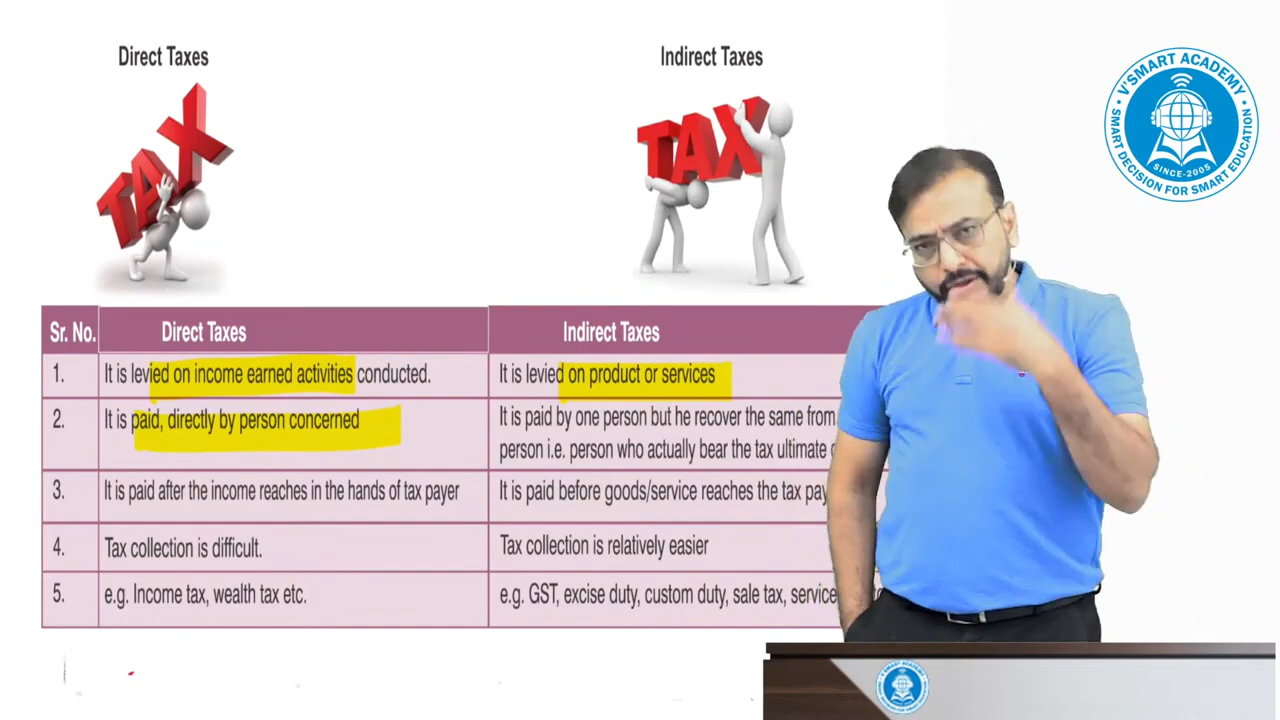 Direct Taxes
Indirect Taxes
TAX
TAX
V'SMART ACADEMY
SMART DECISION FOR SMART EDUCATION
SINCE-2005
Sr. No. Direct Taxes Indirect Taxes
1. It is levied on income earned activities conducted. It is levied on product or services
2. It is paid, directly by person concerned It is paid by one person but he recover the same from
person i.e. person who actually bear the tax ultimate
3. It is paid after the income reaches in the hands of tax payer It is paid before goods/service reaches the tax
4. Tax collection is difficult. Tax collection is relatively easier
5. e.g. Income tax, wealth tax etc. e.g. GST, excise duty, custom duty, sale tax, service
V'SMART ACADEMY